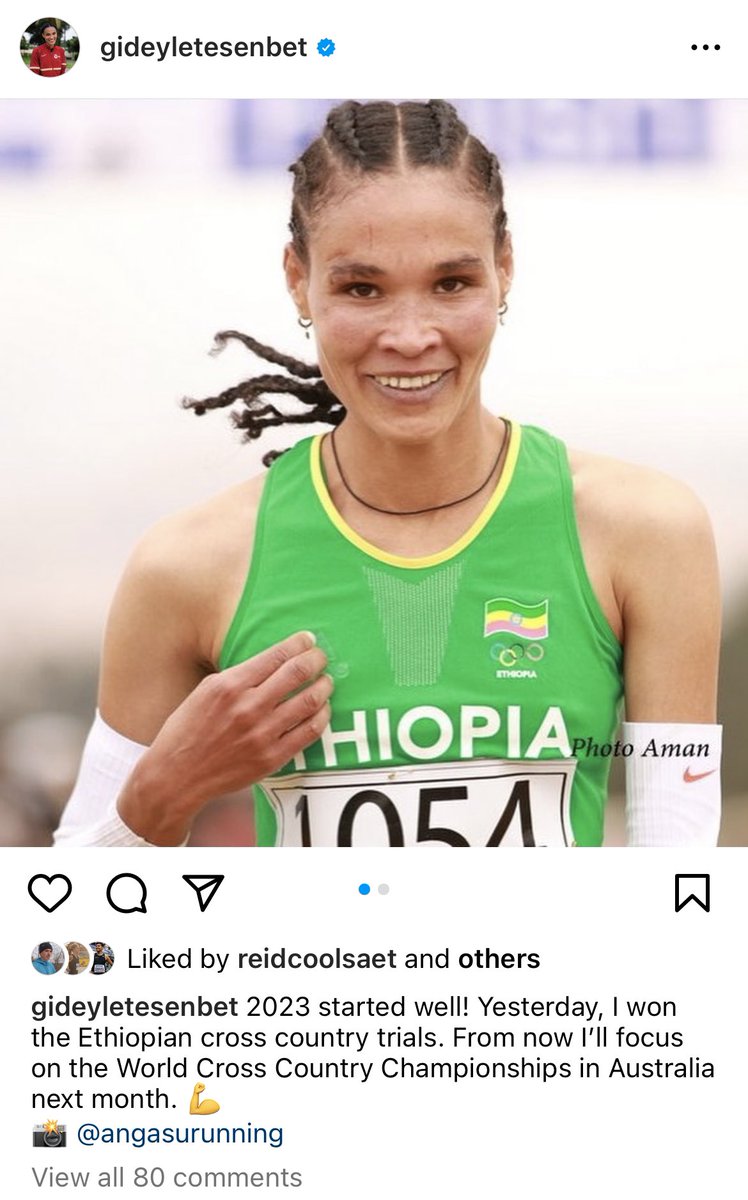 gideyletesenbet
ETHIOPIA
THIOPIA
Photo Aman
1054
Liked by reidcoolsaet and others
gideyletesenbet 2023 started well! Yesterday, I won
the Ethiopian cross country trials. From now I’ll focus
on the World Cross Country Championships in Australia
next month. 💪
📸 @angasurunning
View all 80 comments